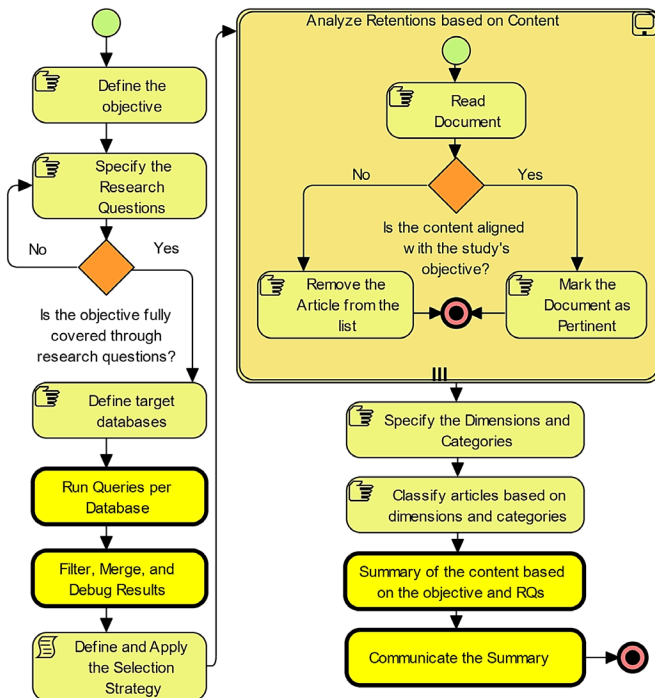 Define the
objective
Specify the
Research
Questions
No
Yes
Is the objective fully
covered through
research questions?
Define target
databases
Run Queries per
Database
Filter, Merge, and
Debug Results
Define and Apply
the Selection
Strategy
Analyze Retentions based on Content
Read
Document
No
Yes
Is the content aligned
with the study's
objective?
Remove the
Article from the
list
Mark the
Document as
Pertinent
Specify the Dimensions and
Categories
Classify articles based on
dimensions and categories
Summary of the content based
on the objective and RQs
Communicate the Summary